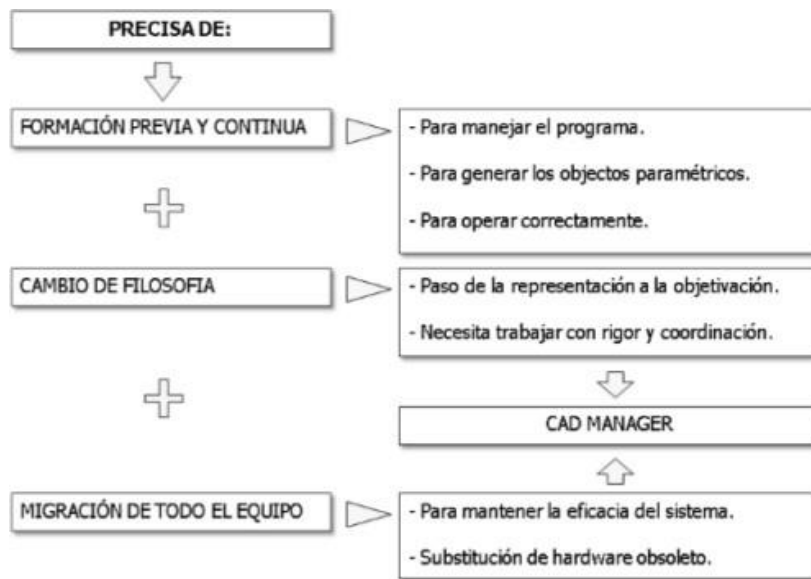 PRECISA DE:
FORMACIÓN PREVIA Y CONTINUA
- Para manejar el programa.
- Para generar los objetos paramétricos.
- Para operar correctamente.
CAMBIO DE FILOSOFIA
- Paso de la representación a la objetivación.
- Necesita trabajar con rigor y coordinación.
CAD MANAGER
MIGRACIÓN DE TODO EL EQUIPO
- Para mantener la eficacia del sistema.
- Substitución de hardware obsoleto.